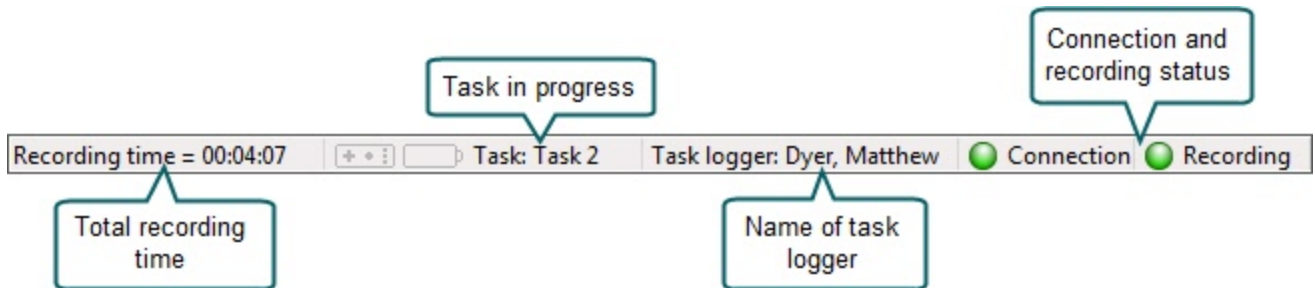 Connection and
recording status
Task in progress
Recording time = 00:04:07 Task: Task 2 Task logger: Dyer, Matthew Connection Recording
Total recording
time
Name of task
logger